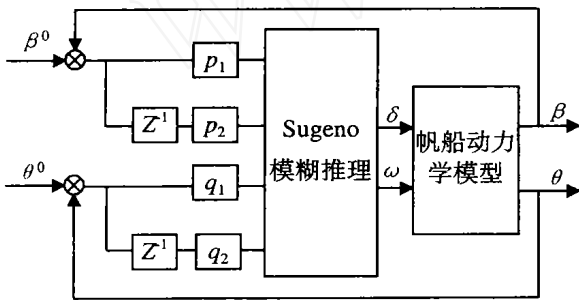 β⁰
p₁
Z⁻¹
p₂
θ⁰
q₁
Z⁻¹
q₂
Sugeno
模糊推理
δ
ω
帆船动力
学模型
β
θ